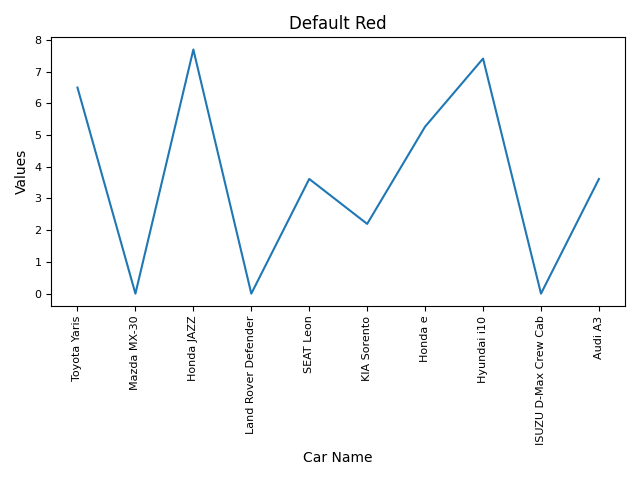 Default Red
Values
8
7
6
5
4
3
2
1
0
Toyota Yaris
Mazda MX-30
Honda JAZZ
Land Rover Defender
SEAT Leon
KIA Sorento
Honda e
Hyundai i10
ISUZU D-Max Crew Cab
Audi A3
Car Name